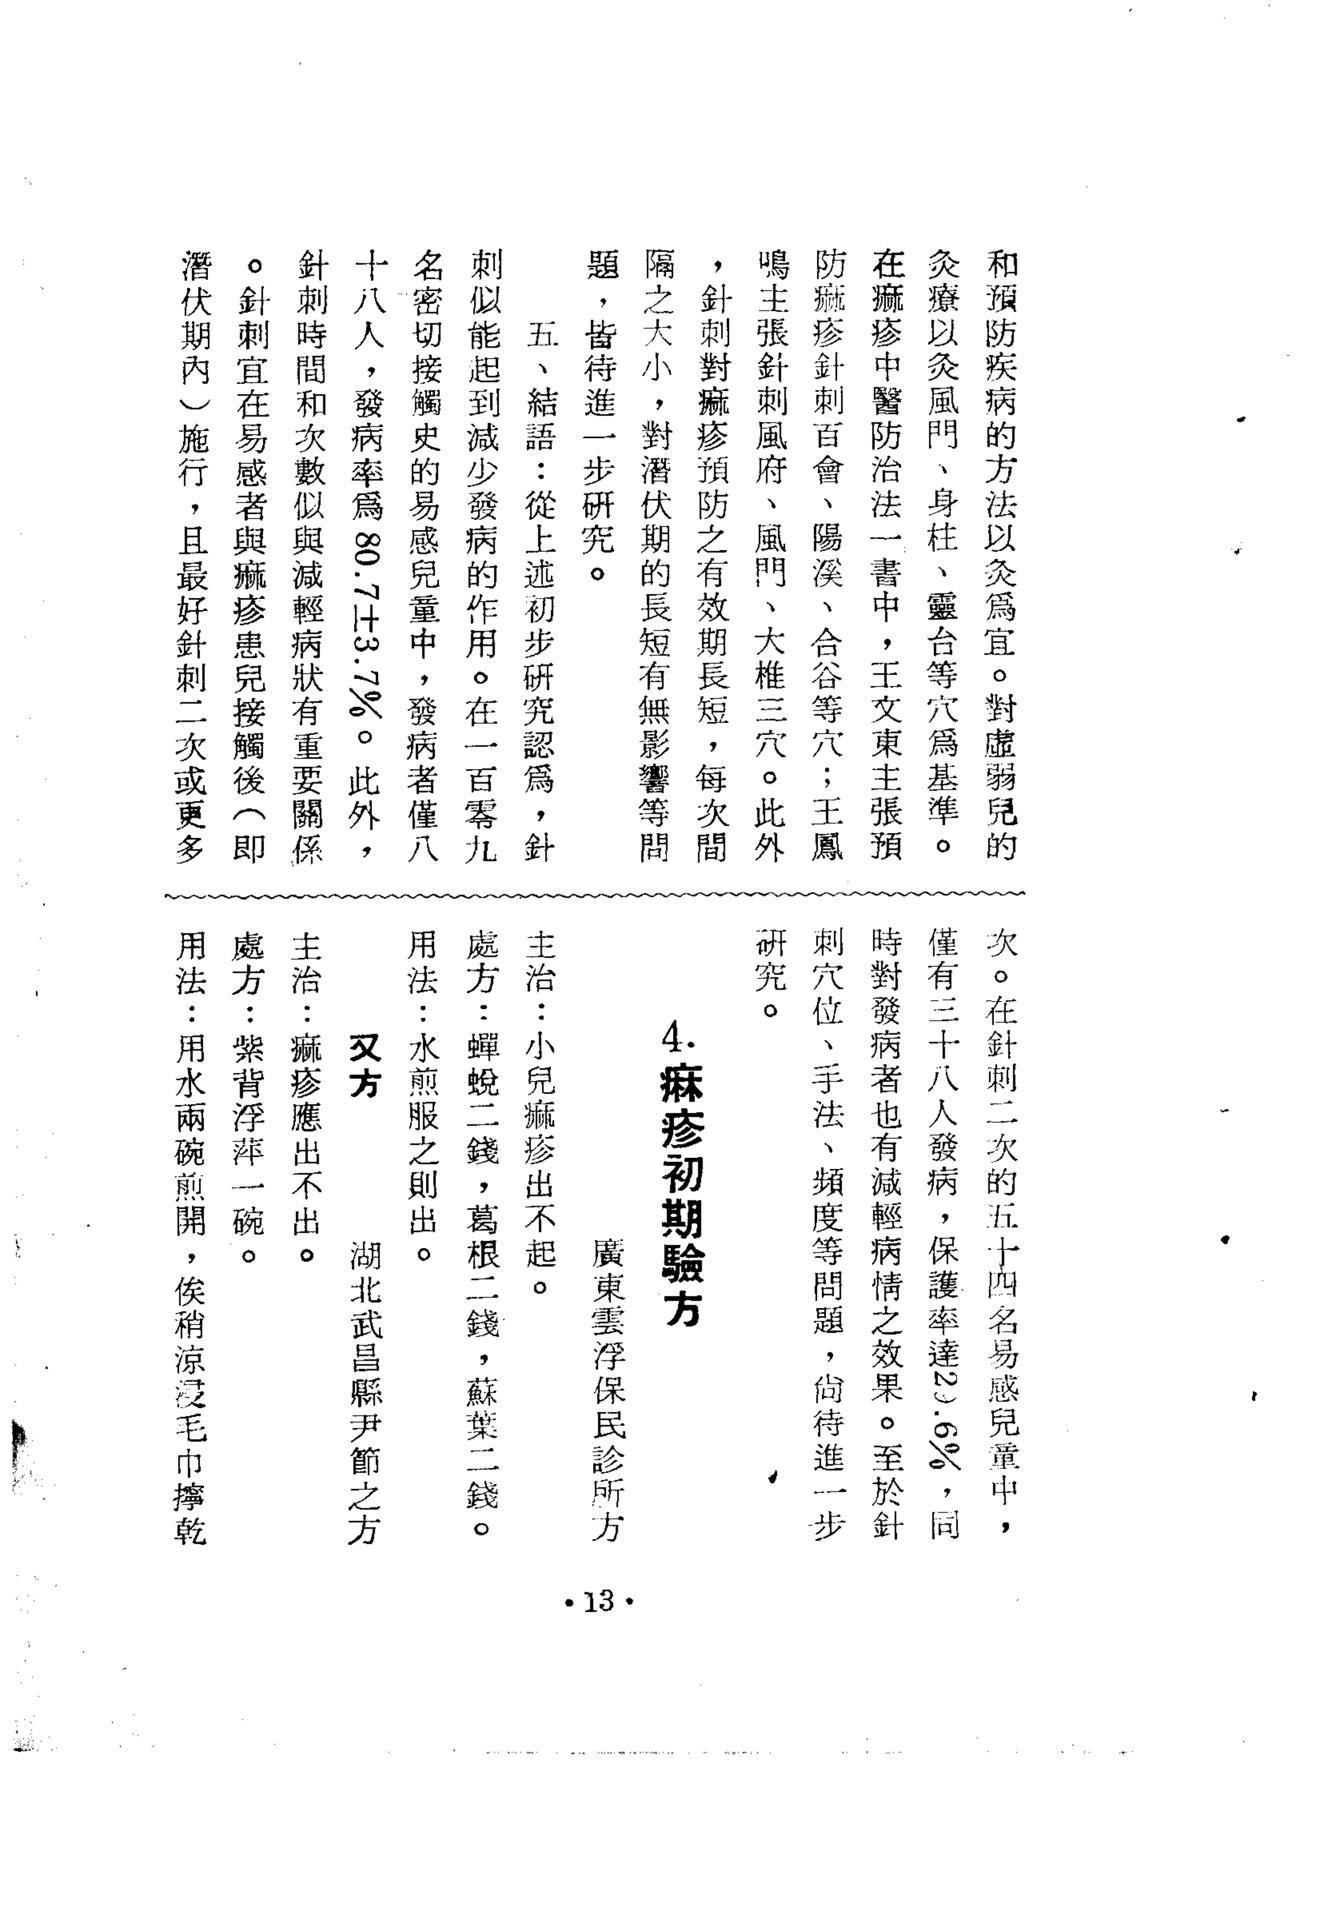 和預防疾病的方法以灸爲宜。對虛弱兒的
灸療以灸風門、身柱、靈台等穴爲基準。
在痲疹中醫防治法一書中，王文東主張預
防痲疹針刺百會、陽溪、合谷等穴；王鳳
鳴主張針刺風府、風門、大椎三穴。此外
，針刺對痲疹預防之有效期長短，每次間
隔之大小，對潛伏期的長短有無影響等問
題，皆待進一步研究。
五、結語：從上述初步研究認爲，針
刺似能起到減少發病的作用。在一百零九
名密切接觸史的易感兒童中，發病者僅八
十八人，發病率爲80.7±3.7%。此外，
針刺時間和次數似與減輕病狀有重要關係
。針刺宜在易感者與痲疹患兒接觸後（即
潛伏期內）施行，且最好針刺二次或更多
次。在針刺二次的五十四名易感兒童中，
僅有三十八人發病，保護率達2.6%，同
時對發病者也有減輕病情之效果。至於針
刺穴位、手法、頻度等問題，尙待進一步
研究。
4.痳疹初期驗方
廣東雲浮保民診所方
主治：小兒痲疹出不起。
處方：蟬蛻二錢，葛根二錢，蘇葉二錢。
用法：水煎服之則出。
又方
湖北武昌縣尹節之方
主治：痲疹應出不出。
處方：紫背浮萍一碗。
用法：用水兩碗煎開，俟稍涼浸毛巾擰乾
•13•